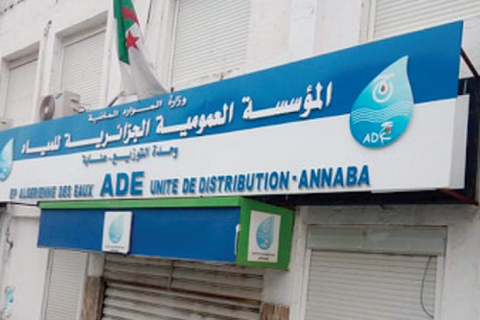 وزارة الموارد المائية
المؤسسة العمومية الجزائرية للمياه
وحدة التوزيع - عنابة
EP ALGERIENNE DES EAUX ADE UNITE DE DISTRIBUTION - ANNABA
ADE